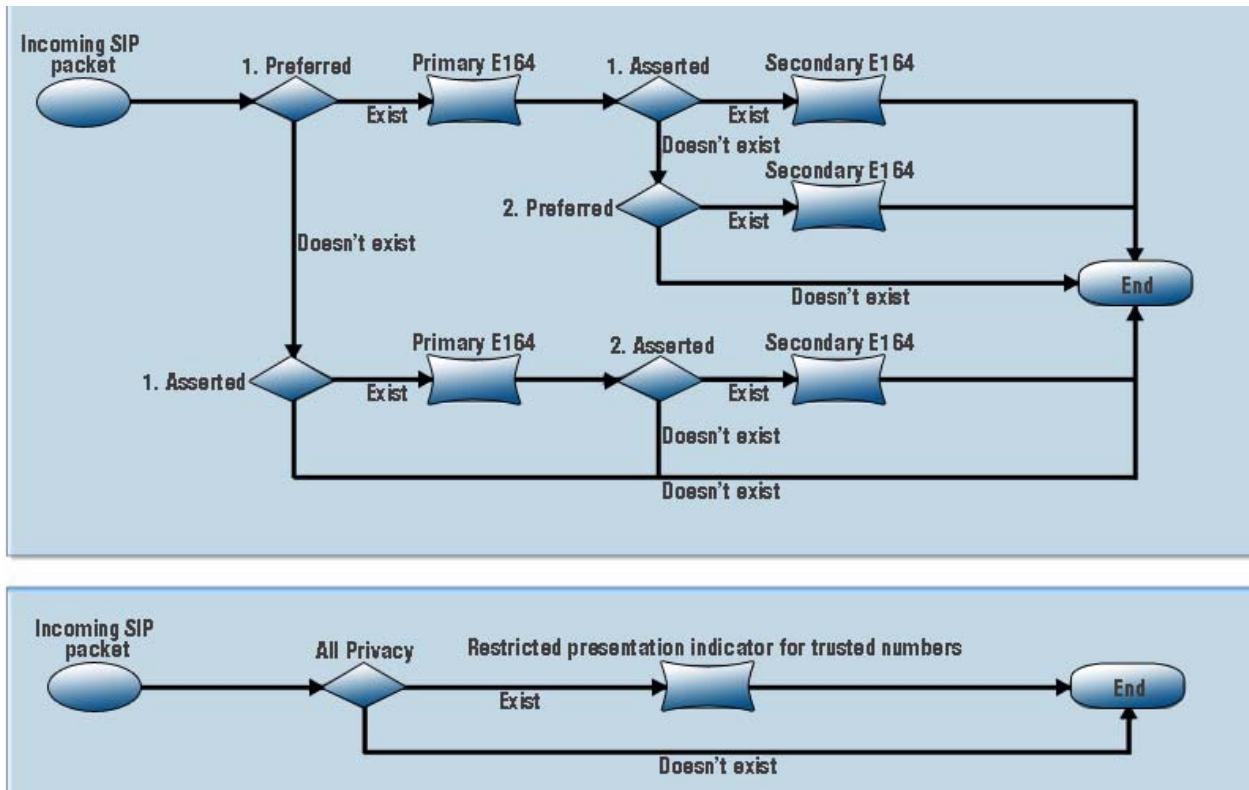 Incoming SIP
packet
1. Preferred
Primary E164
1. Asserted
Secondary E164
Exist
Exist
Doesn't exist
Secondary E164
2. Preferred
Exist
Doesn't exist
Doesn't exist
End
Primary E164
2. Asserted
Secondary E164
1. Asserted
Exist
Exist
Doesn't exist
Doesn't exist
Incoming SIP
packet
All Privacy
Restricted presentation indicator for trusted numbers
Exist
End
Doesn't exist